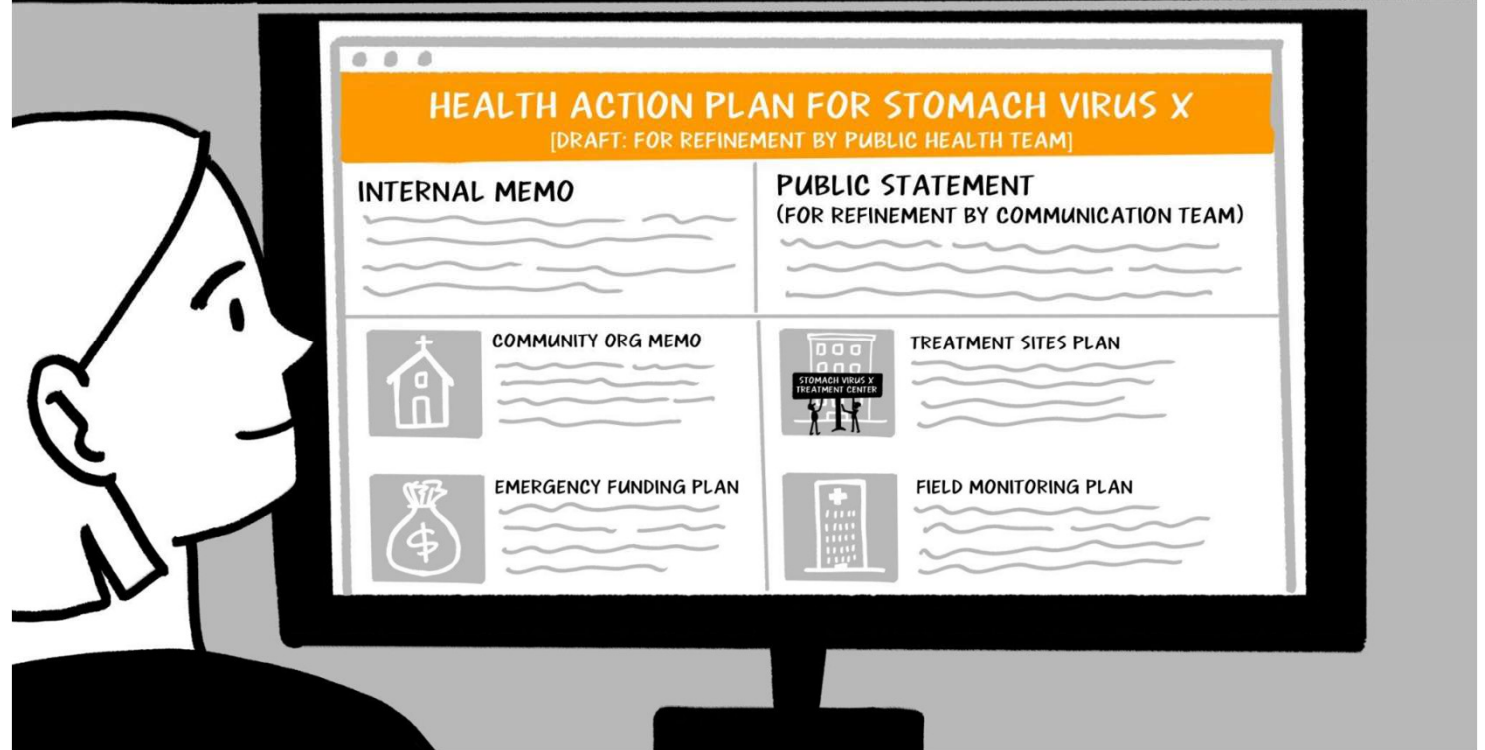 HEALTH ACTION PLAN FOR STOMACH VIRUS X
[DRAFT: FOR REFINEMENT BY PUBLIC HEALTH TEAM]
INTERNAL MEMO
PUBLIC STATEMENT
(FOR REFINEMENT BY COMMUNICATION TEAM)
COMMUNITY ORG MEMO
TREATMENT SITES PLAN
STOMACH VIRUS X
TREATMENT CENTER
EMERGENCY FUNDING PLAN
$
FIELD MONITORING PLAN